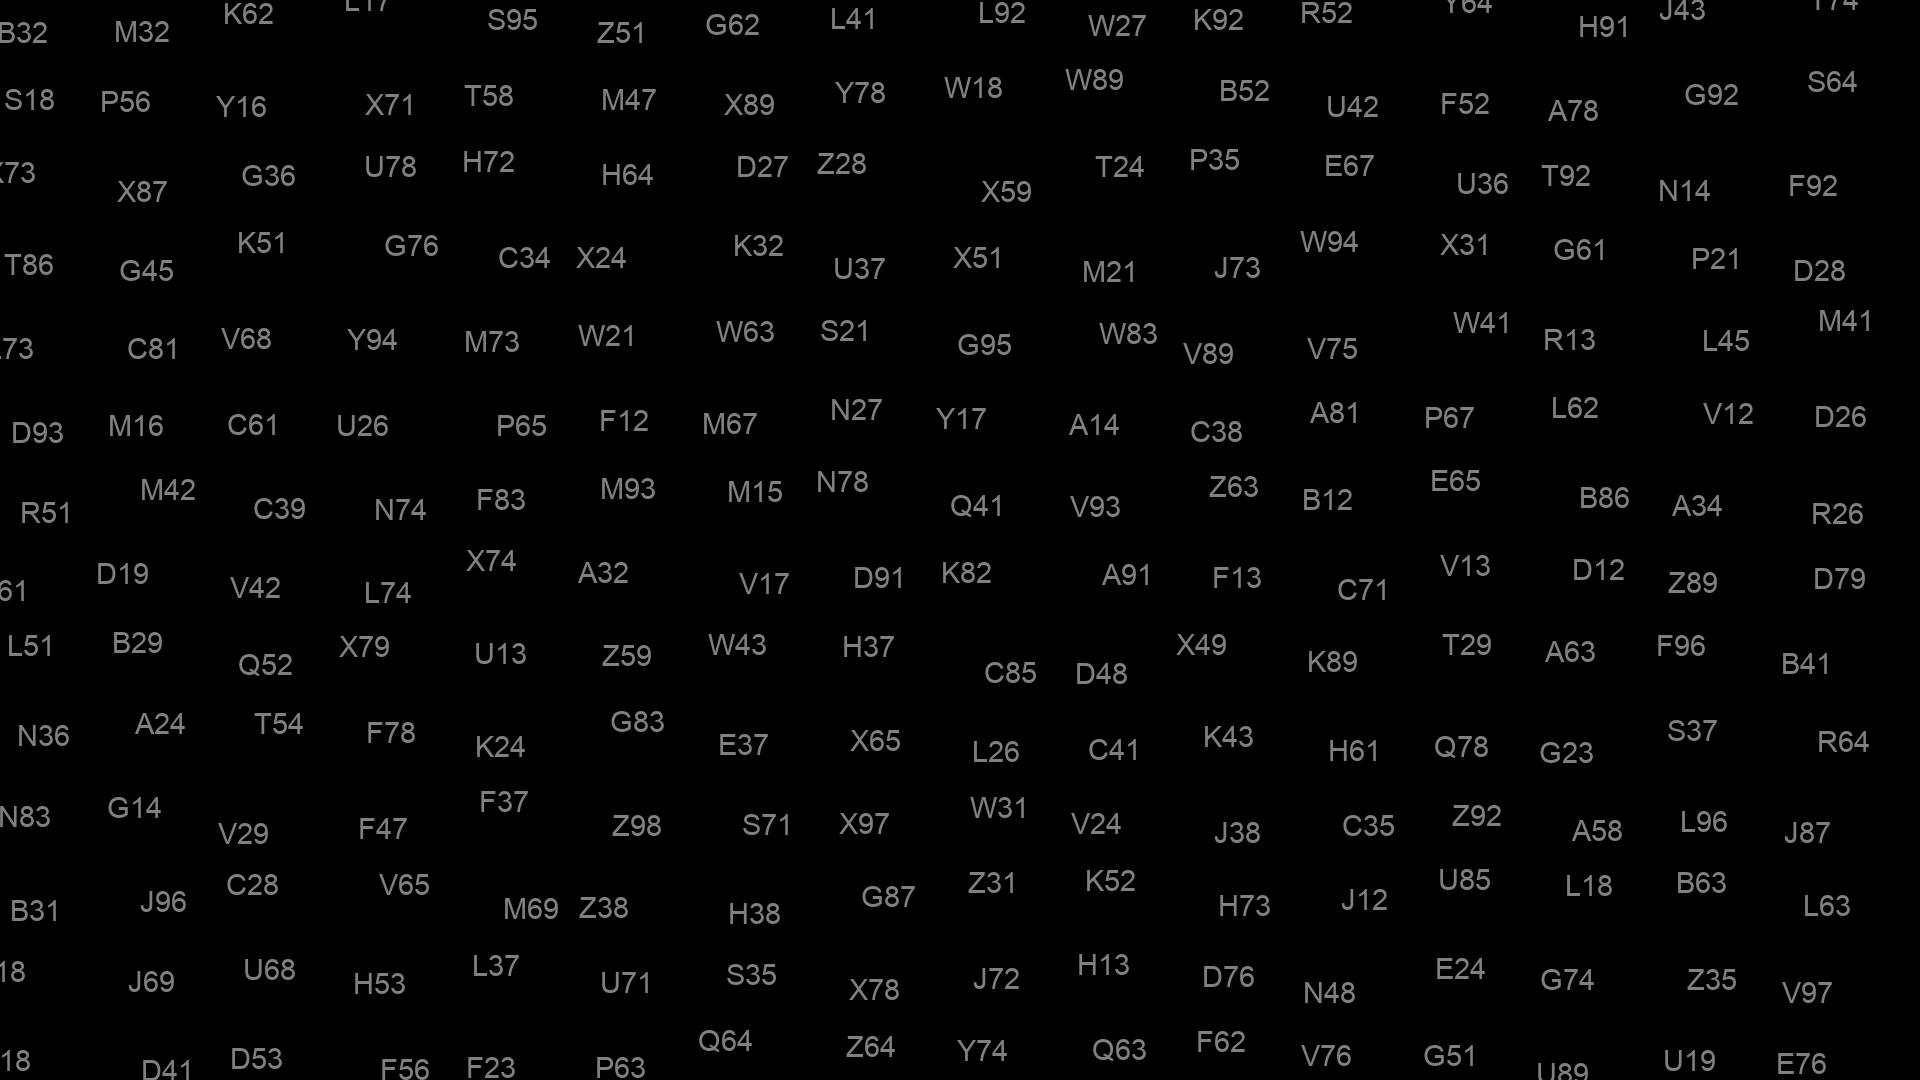 B32 M32 K62 L17 S95 Z51 G62 L41 L92 W27 K92 R52 Y64 H91 J43
S18 P56 Y16 X71 T58 M47 X89 Y78 W18 W89 B52 U42 F52 A78 G92 S64
X87 G36 U78 H72 H64 D27 Z28 X59 T24 P35 E67 U36 T92 N14 F92
T86 G45 K51 G76 C34 X24 K32 U37 X51 M21 J73 W94 X31 G61 P21 D28
C81 V68 Y94 M73 W21 W63 S21 G95 W83 V89 V75 W41 R13 L45 M41
D93 M16 C61 U26 P65 F12 M67 N27 Y17 A14 C38 A81 P67 L62 V12 D26
R51 M42 C39 N74 F83 M93 M15 N78 Q41 V93 Z63 B12 E65 B86 A34 R26
61 D19 V42 L74 X74 A32 V17 D91 K82 A91 F13 C71 V13 D12 Z89 D79
L51 B29 Q52 X79 U13 Z59 W43 H37 C85 D48 X49 K89 T29 A63 F96 B41
N36 A24 T54 F78 K24 G83 E37 X65 L26 C41 K43 H61 Q78 G23 S37 R64
N83 G14 V29 F47 F37 Z98 S71 X97 W31 V24 J38 C35 Z92 A58 L96 J87
B31 J96 C28 V65 M69 Z38 H38 G87 Z31 K52 H73 J12 U85 L18 B63 L63
18 J69 U68 H53 L37 U71 S35 X78 J72 H13 D76 N48 E24 G74 Z35 V97
18 D41 D53 F56 F23 P63 Q64 Z64 Y74 Q63 F62 V76 G51 U89 U19 E76